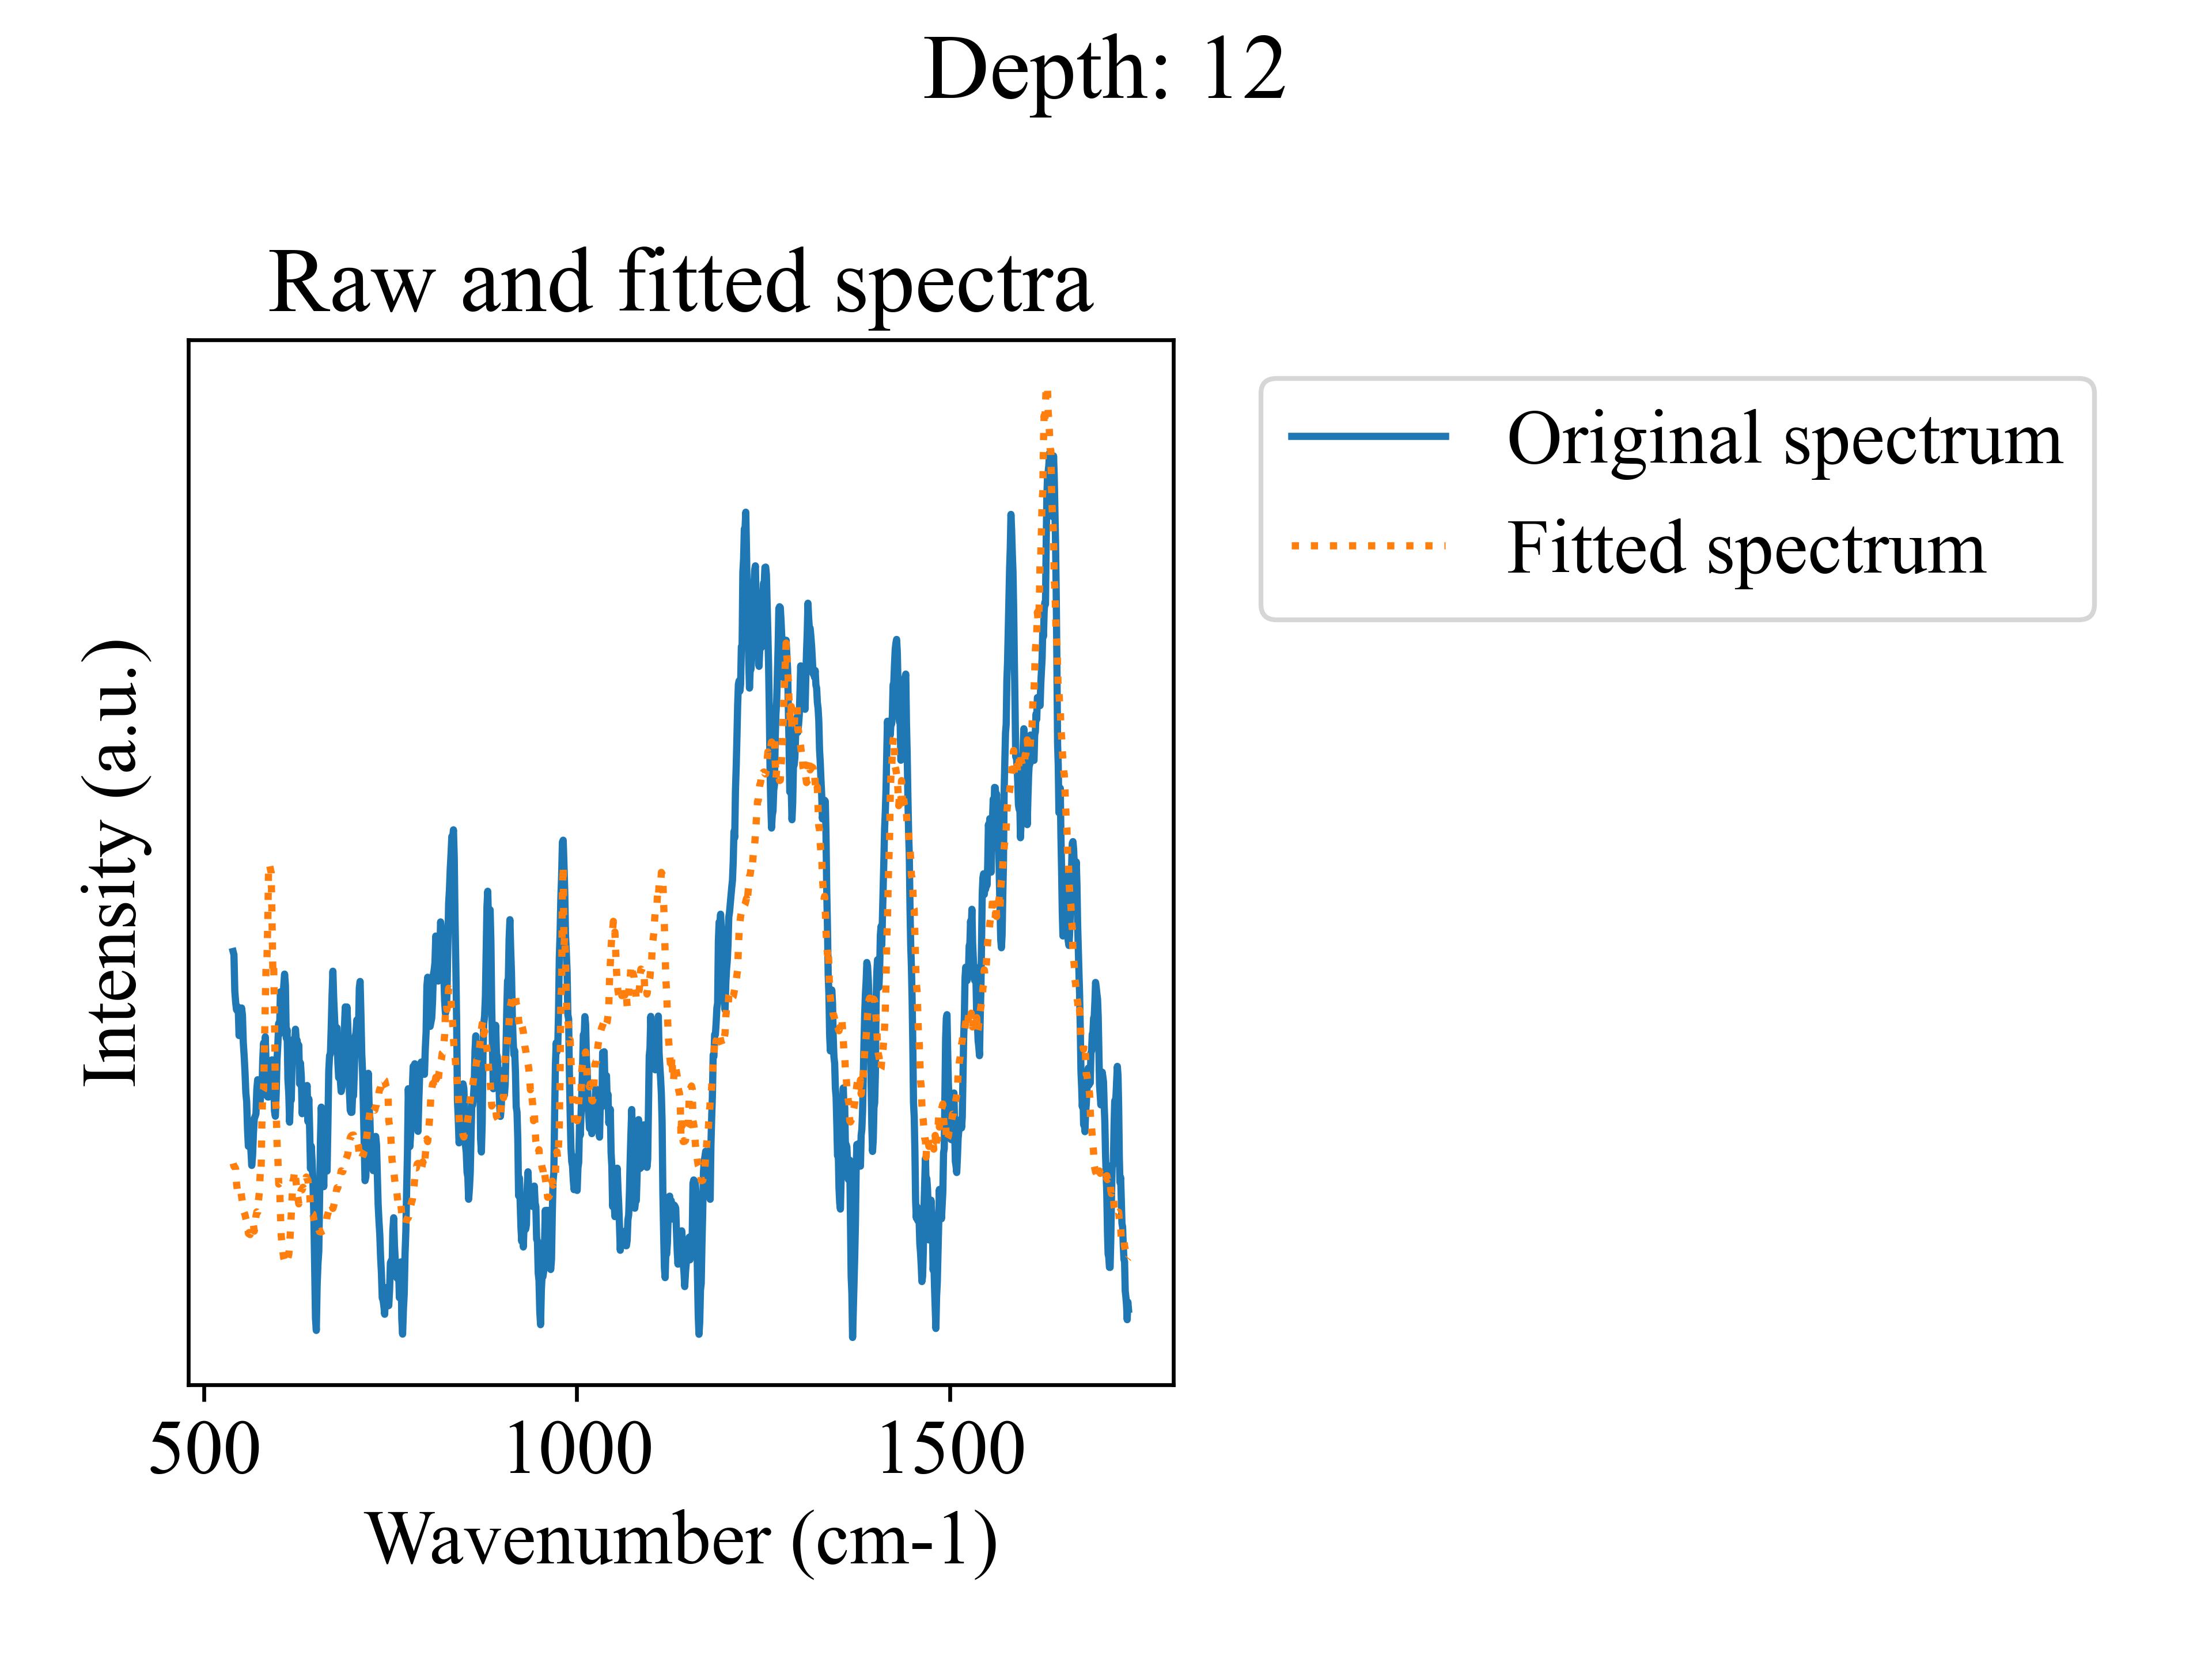 Depth: 12
Raw and fitted spectra
Original spectrum
Fitted spectrum
Intensity (a.u.)
500
1000
1500
Wavenumber (cm-1)